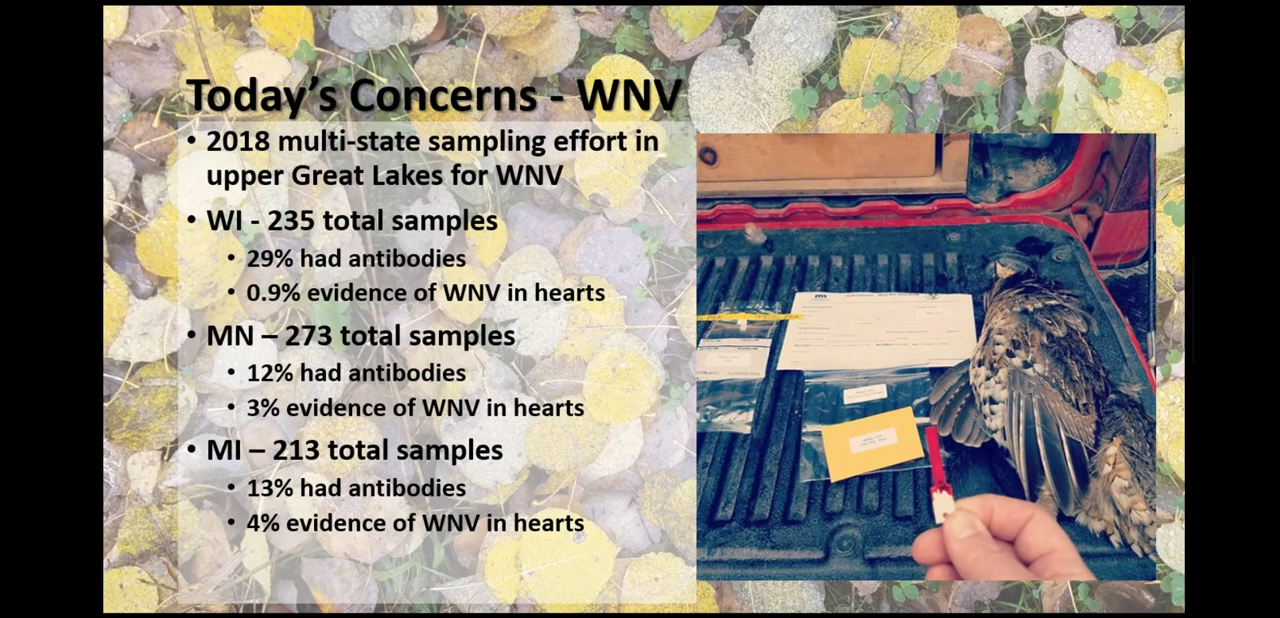 Today's Concerns - WNV
• 2018 multi-state sampling effort in
upper Great Lakes for WNV
• WI - 235 total samples
• 29% had antibodies
• 0.9% evidence of WNV in hearts
• MN – 273 total samples
• 12% had antibodies
• 3% evidence of WNV in hearts
• MI – 213 total samples
• 13% had antibodies
• 4% evidence of WNV in hearts